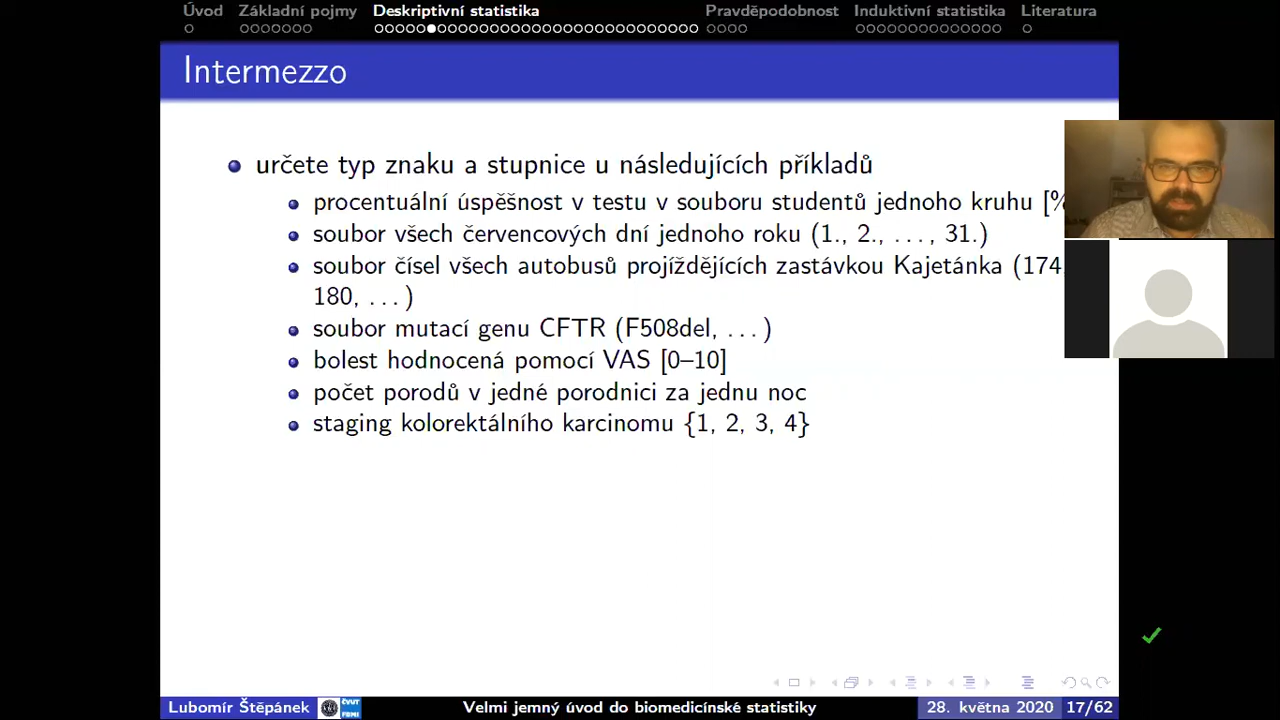 Úvod Základní pojmy Deskriptivní statistika Pravděpodobnost Induktivní statistika Literatura
Intermezzo
určete typ znaku a stupnice u následujících příkladů
procentuální úspěšnost v testu v souboru studentů jednoho kruhu [%
soubor všech červencových dní jednoho roku (1., 2., . . . , 31.)
soubor čísel všech autobusů projíždějících zastávkou Kajetánka (174,
180, . . . )
soubor mutací genu CFTR (F508del, . . . )
bolest hodnocená pomocí VAS [0–10]
počet porodů v jedné porodnici za jednu noc
staging kolorektálního karcinomu {1, 2, 3, 4}
Lubomír Štěpánek ČVUT FBMI Velmi jemný úvod do biomedicínské statistiky 28. května 2020 17/62